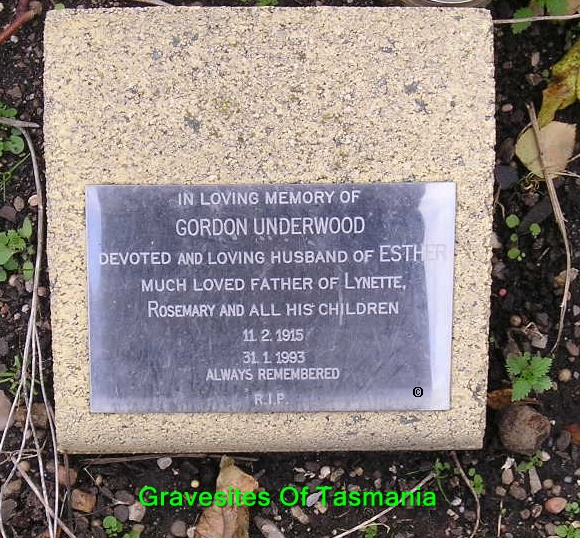 IN LOVING MEMORY OF
GORDON UNDERWOOD
DEVOTED AND LOVING HUSBAND OF ESTHER
MUCH LOVED FATHER OF LYNETTE,
ROSEMARY AND ALL HIS CHILDREN
11. 2. 1915
31. 1. 1993
ALWAYS REMEMBERED
R.I.P.
©
Gravesites Of Tasmania